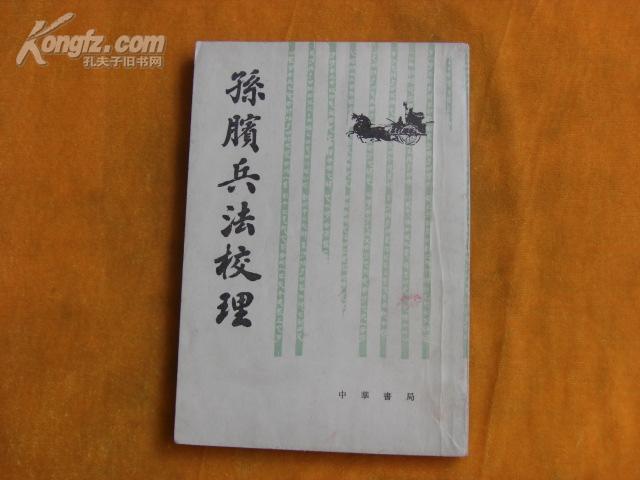 Kongfz.com
孔夫子旧书网
孫臏兵法校理
中華書局